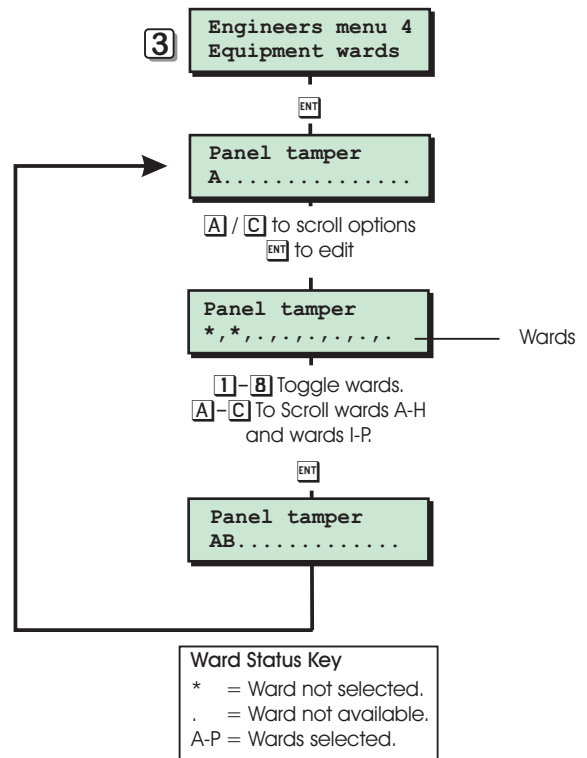 3
Engineers menu 4
Equipment wards
ENT
Panel tamper
A...............
A / C to scroll options
ENT to edit
Panel tamper
*,*,.,.,.,.,.,.,.
Wards
1-8 Toggle wards.
A-C To Scroll wards A-H
and wards I-P.
ENT
Panel tamper
AB.............
Ward Status Key
* = Ward not selected.
. = Ward not available.
A-P = Wards selected.